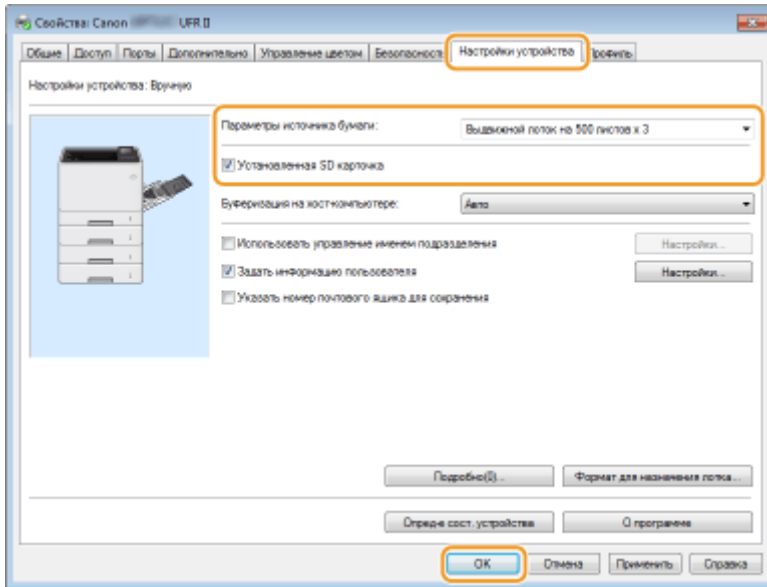 Свойства: Canon UFR II
Общие Доступ Порты Дополнительно Управление цветом Безопасность Настройки устройства Профиль
Настройки устройства: Вручную
Параметры источника бумаги: Выдвижной лоток на 500 листов x 3
Установленная SD карточка
Буферизация на хост-компьютере: Авто
Использовать управление именем подразделения Настройки...
Задать информацию пользователя Настройки...
Указать номер почтового ящика для сохранения
Подробно(I)... Формат для назначения лотка...
Опред-е сост. устройства О программе
OK Отмена Применить Справка